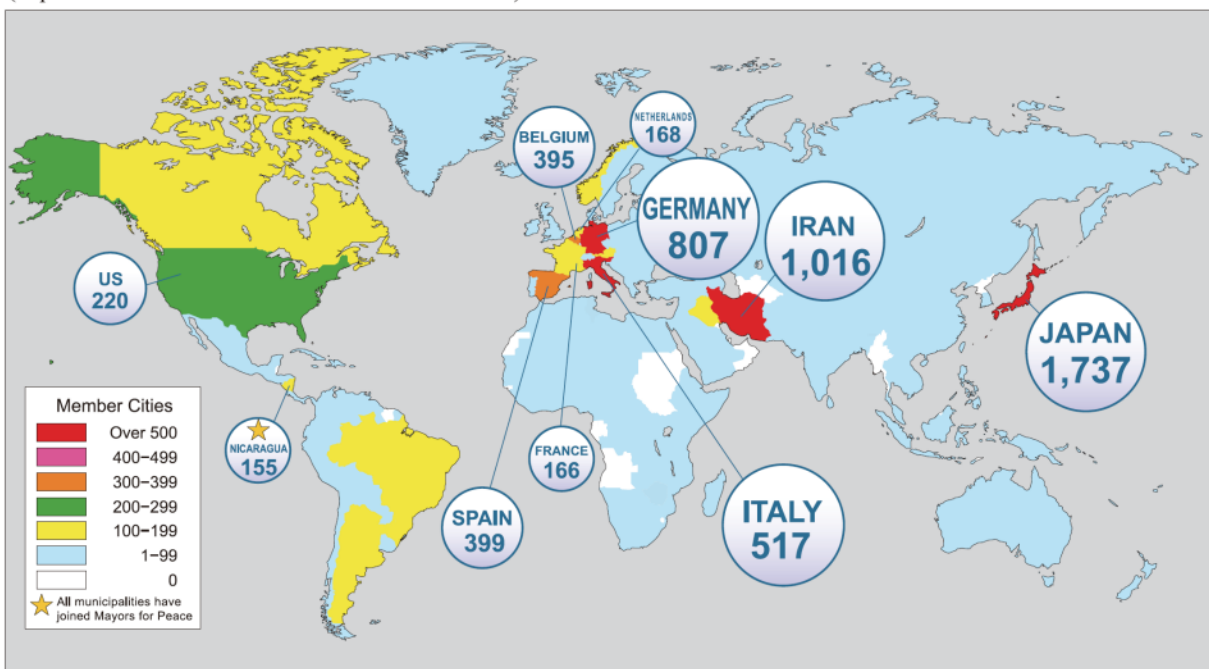 NETHERLANDS
168
BELGIUM
395
GERMANY
807
IRAN
1,016
US
220
JAPAN
1,737
NICARAGUA
155
FRANCE
166
SPAIN
399
ITALY
517
Member Cities
Over 500
400-499
300-399
200-299
100-199
1-99
0
All municipalities have
joined Mayors for Peace